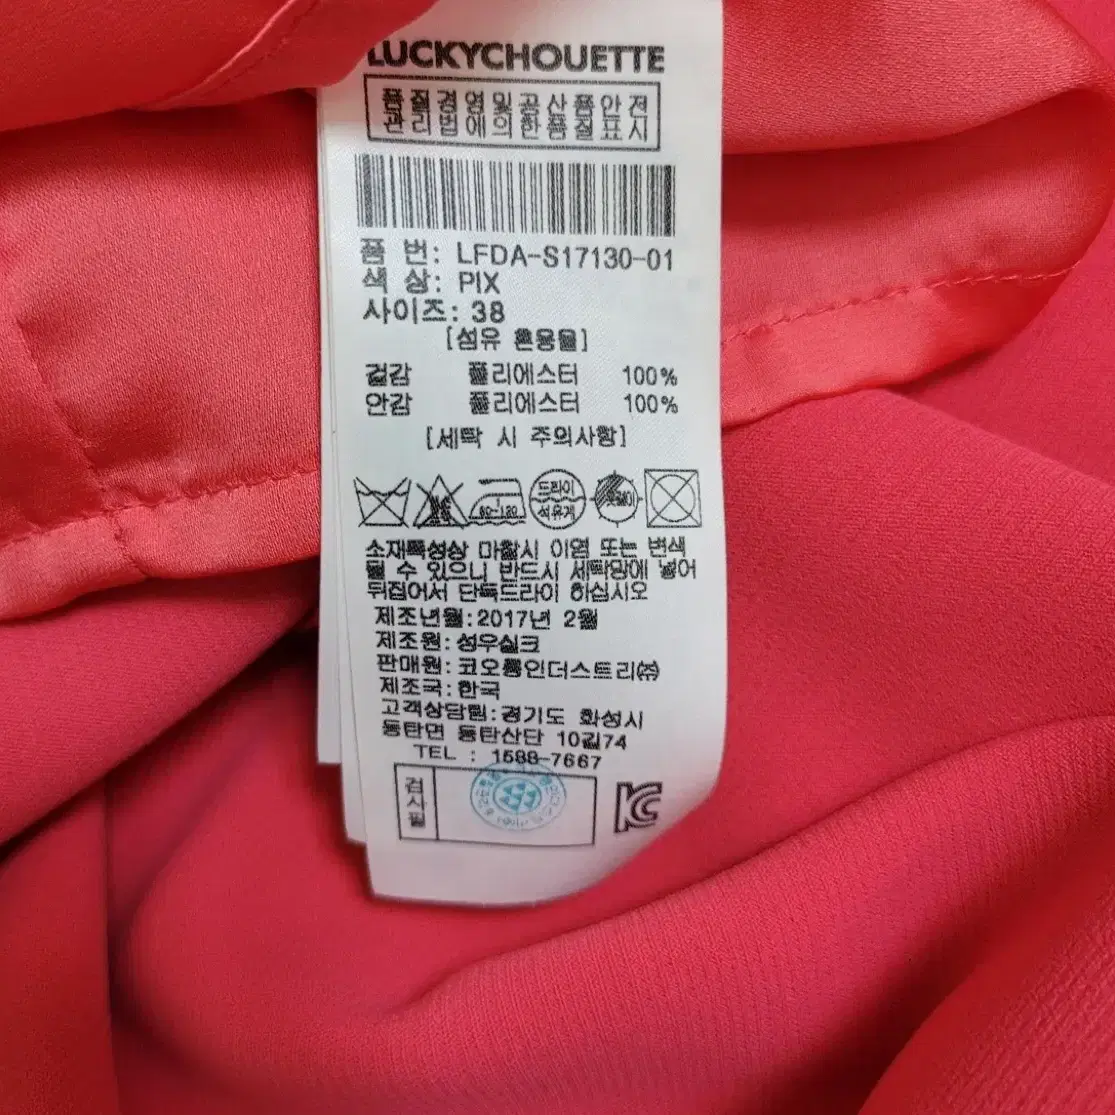 LUCKYCHOUETTE
품질경영및공산품안전
관리법에의한품질표시
품 번: LFDA-S17130-01
색 상: PIX
사이즈: 38
[섬유 혼용율]
겉감 폴리에스터 100%
안감 폴리에스터 100%
[세탁 시 주의사항]
80-120
드라이
석유계
소재특성상 마찰시 이염 또는 변색
될 수 있으니 반드시 세탁망에 넣어
뒤집어서 단독드라이 하십시오
제조년월:2017년 2월
제조원:성우실크
판매원:코오롱인더스트리㈜
제조국:한국
고객상담팀:경기도 화성시
동탄면 동탄산단 10길74
TEL : 1588-7667
검사필